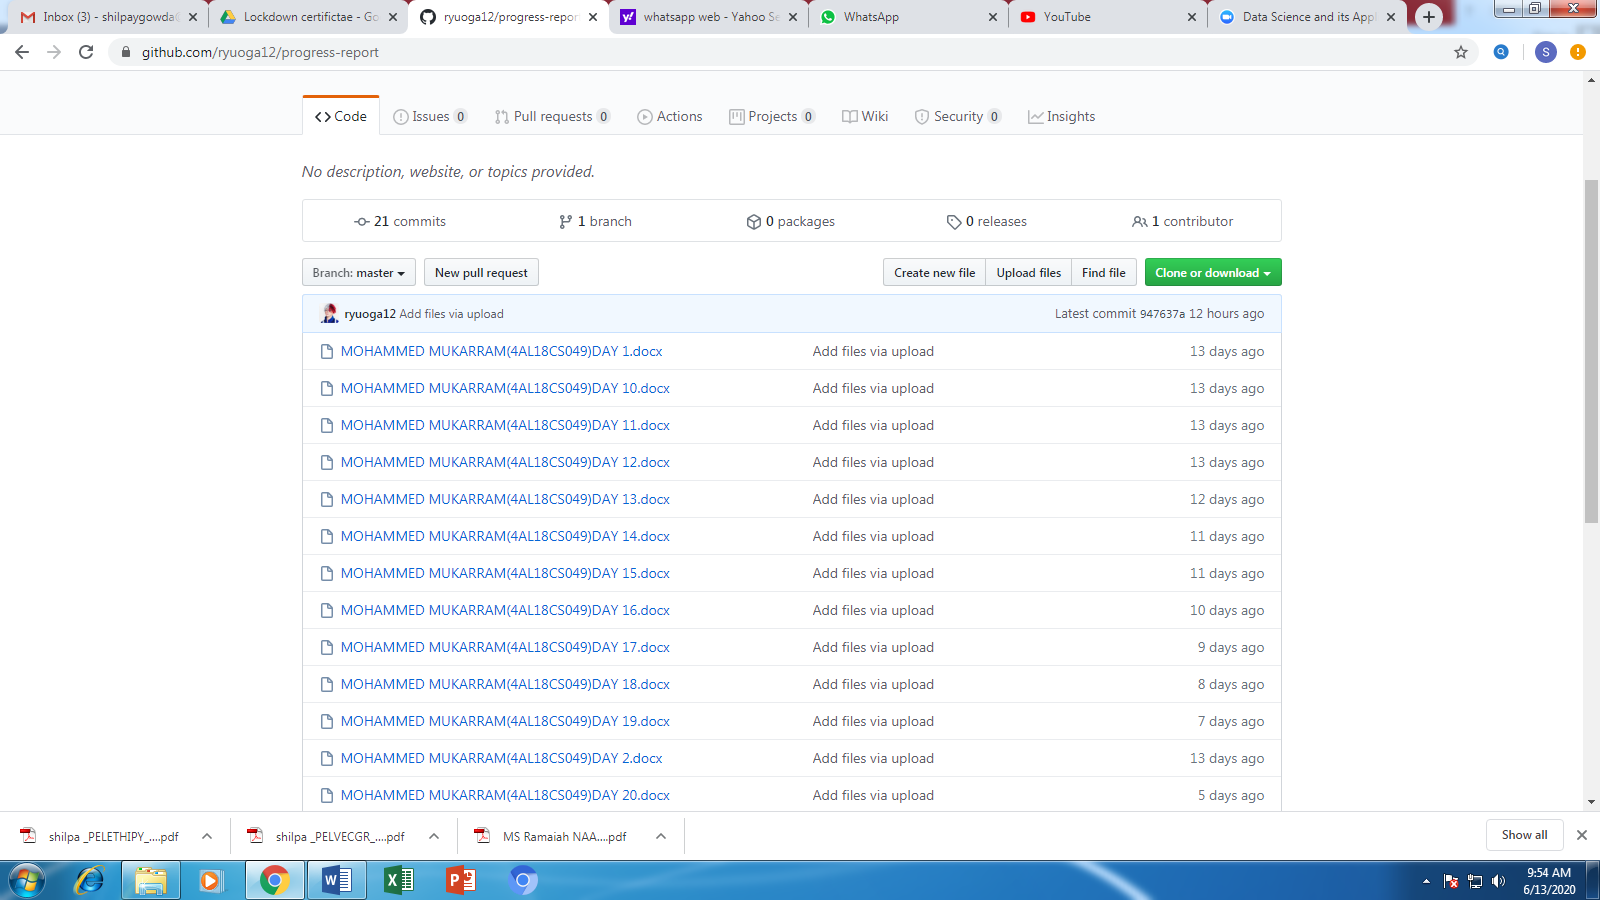 Inbox (3) - shilpaygowda@
Lockdown certifictae - Go
ryuoga12/progress-repor
whatsapp web - Yahoo Se
WhatsApp
YouTube
Data Science and its Appl
github.com/ryuoga12/progress-report
S
Code
Issues 0
Pull requests 0
Actions
Projects 0
Wiki
Security 0
Insights
No description, website, or topics provided.
21 commits
1 branch
0 packages
0 releases
1 contributor
Branch: master
New pull request
Create new file
Upload files
Find file
Clone or download
ryuoga12 Add files via upload
Latest commit 947637a 12 hours ago
MOHAMMED MUKARRAM(4AL18CS049)DAY 1.docx Add files via upload 13 days ago
MOHAMMED MUKARRAM(4AL18CS049)DAY 10.docx Add files via upload 13 days ago
MOHAMMED MUKARRAM(4AL18CS049)DAY 11.docx Add files via upload 13 days ago
MOHAMMED MUKARRAM(4AL18CS049)DAY 12.docx Add files via upload 13 days ago
MOHAMMED MUKARRAM(4AL18CS049)DAY 13.docx Add files via upload 12 days ago
MOHAMMED MUKARRAM(4AL18CS049)DAY 14.docx Add files via upload 11 days ago
MOHAMMED MUKARRAM(4AL18CS049)DAY 15.docx Add files via upload 11 days ago
MOHAMMED MUKARRAM(4AL18CS049)DAY 16.docx Add files via upload 10 days ago
MOHAMMED MUKARRAM(4AL18CS049)DAY 17.docx Add files via upload 9 days ago
MOHAMMED MUKARRAM(4AL18CS049)DAY 18.docx Add files via upload 8 days ago
MOHAMMED MUKARRAM(4AL18CS049)DAY 19.docx Add files via upload 7 days ago
MOHAMMED MUKARRAM(4AL18CS049)DAY 2.docx Add files via upload 13 days ago
MOHAMMED MUKARRAM(4AL18CS049)DAY 20.docx Add files via upload 5 days ago
shilpa _PELETHIPY_....pdf
shilpa _PELVECGR_....pdf
MS Ramaiah NAA....pdf
Show all
9:54 AM
6/13/2020